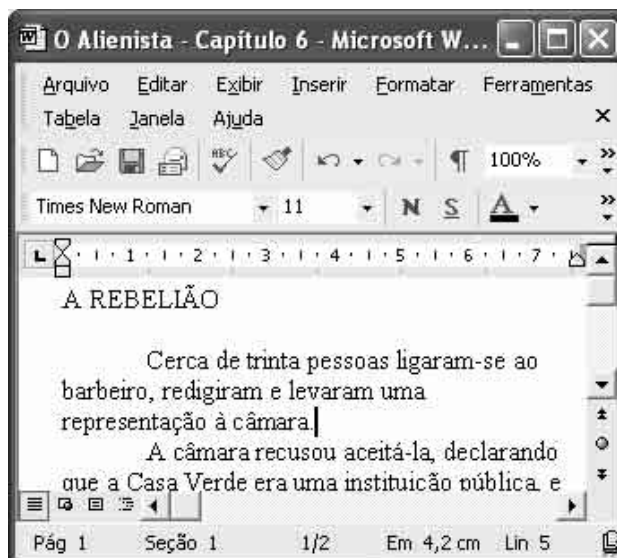 O Alienista - Capítulo 6 - Microsoft W...
Arquivo Editar Exibir Inserir Formatar Ferramentas
Tabela Janela Ajuda
ABC 100%
Times New Roman 11 N S A
1 2 3 4 5 6 7
A REBELIÃO
Cerca de trinta pessoas ligaram-se ao
barbeiro, redigiram e levaram uma
representação à câmara.
A câmara recusou aceitá-la, declarando
que a Casa Verde era uma instituição pública, e
Pág 1 Seção 1 1/2 Em 4,2 cm Lin 5